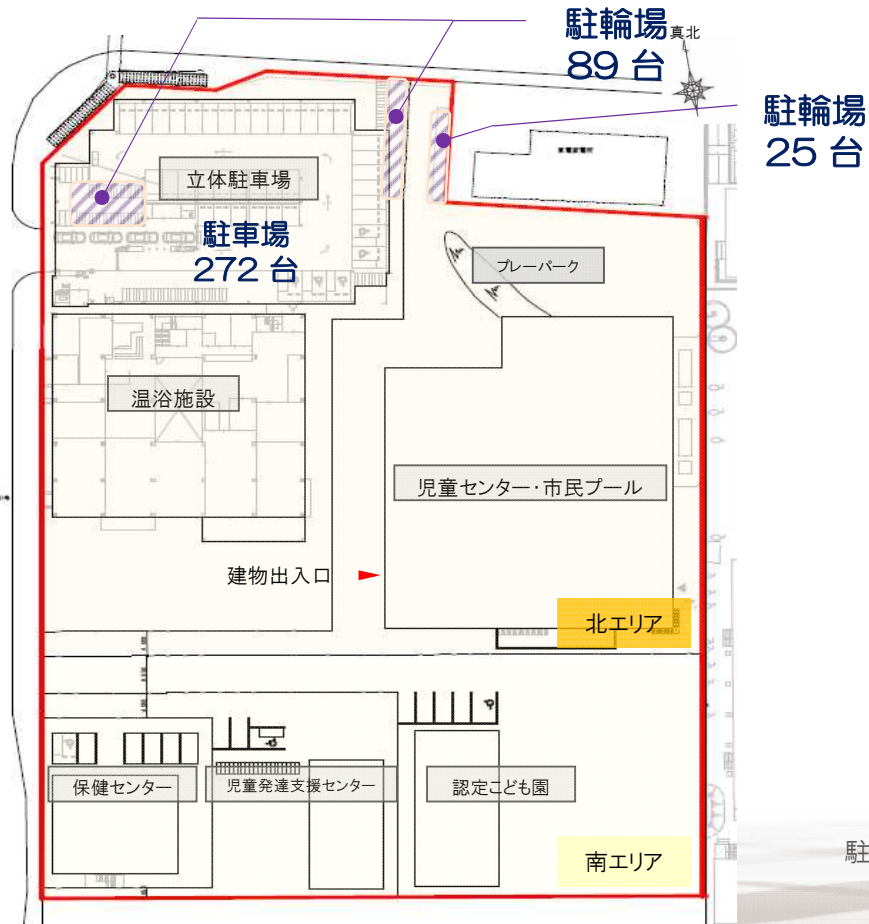 駐輪場
89 台
真北
駐輪場
25 台
立体駐車場
駐車場
272 台
プレーパーク
温浴施設
児童センター・市民プール
建物出入口
北エリア
保健センター
児童発達支援センター
認定こども園
南エリア
駐